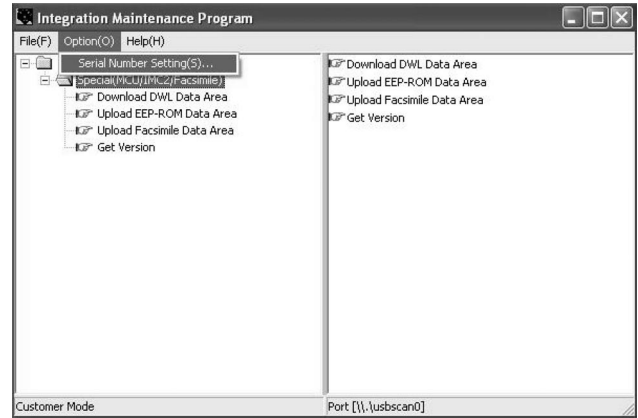 Integration Maintenance Program
File(F) Option(O) Help(H)
Serial Number Setting(S)...
Special(MCU/IMC2/Facsimile)
Download DWL Data Area
Upload EEP-ROM Data Area
Upload Facsimile Data Area
Get Version
Download DWL Data Area
Upload EEP-ROM Data Area
Upload Facsimile Data Area
Get Version
Customer Mode
Port [\\.\usbscan0]